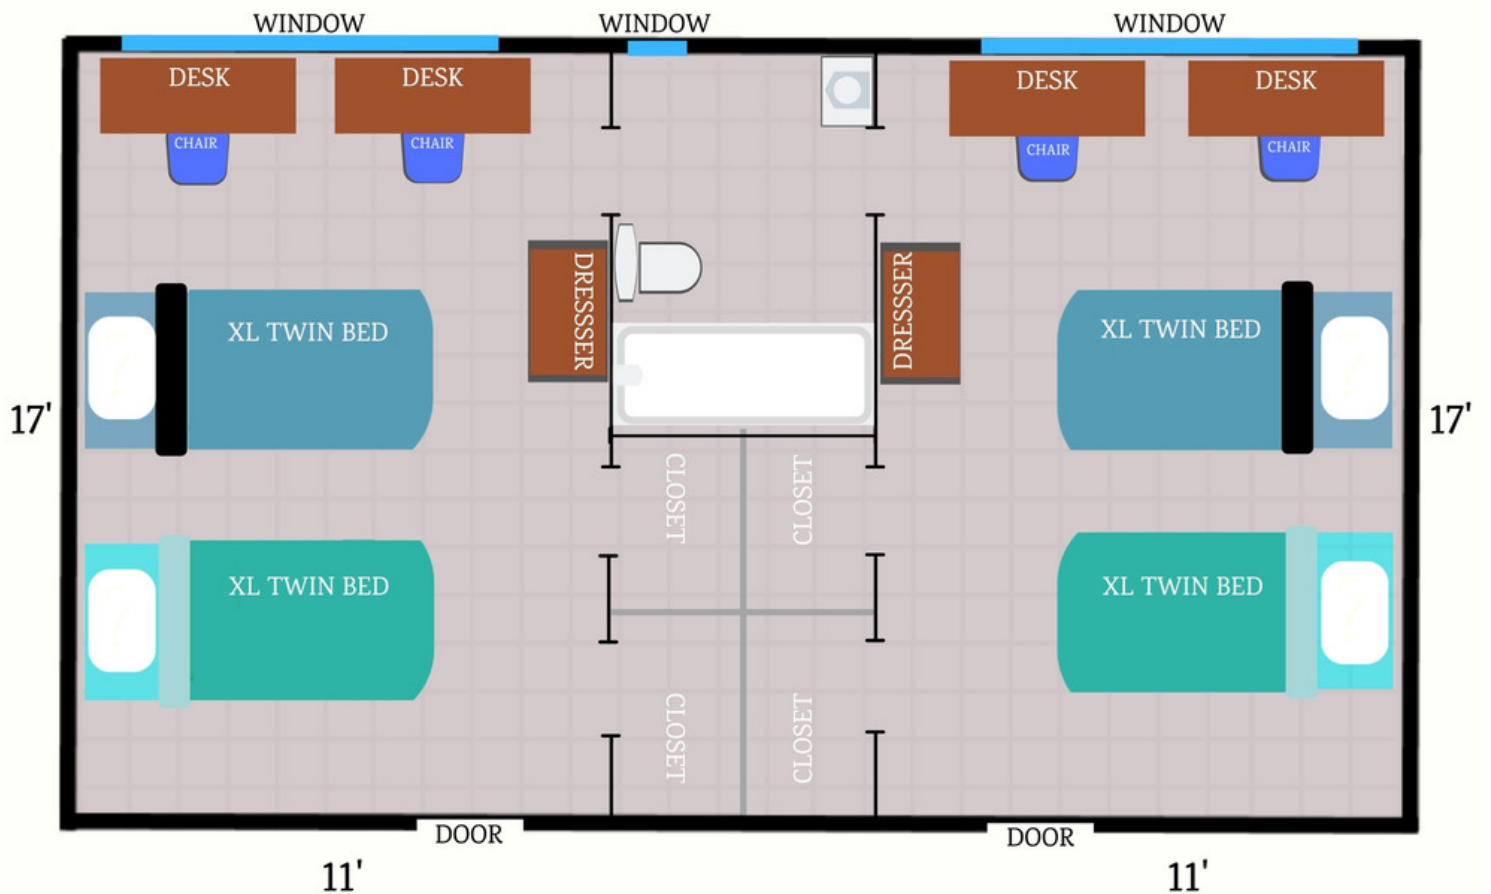 WINDOW WINDOW WINDOW
DESK DESK DESK DESK
CHAIR CHAIR CHAIR CHAIR
DRESSSER DRESSSER
XL TWIN BED XL TWIN BED
17' 17'
CLOSET CLOSET
XL TWIN BED XL TWIN BED
CLOSET CLOSET
DOOR DOOR
11' 11'